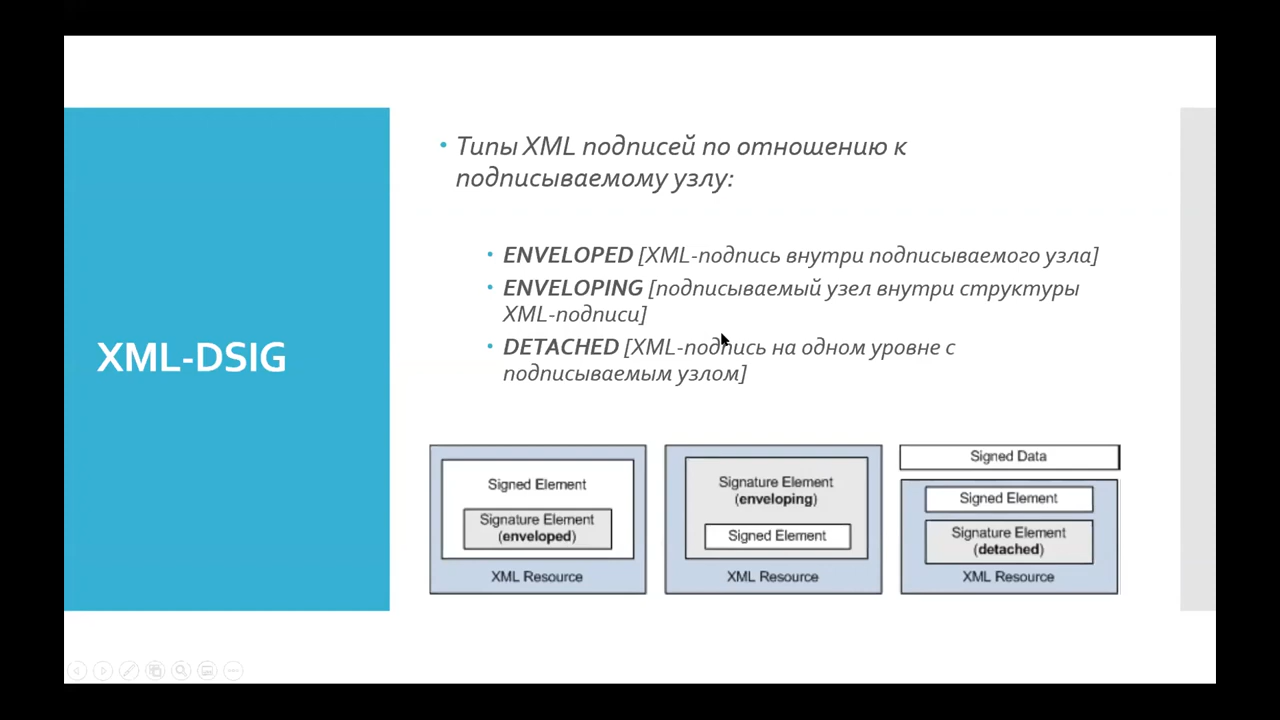 XML-DSIG
• Типы XML подписей по отношению к
подписываемому узлу:
• ENVELOPED [XML-подпись внутри подписываемого узла]
• ENVELOPING [подписываемый узел внутри структуры
XML-подписи]
• DETACHED [XML-подпись на одном уровне с
подписываемым узлом]
Signed Element
Signature Element
(enveloped)
XML Resource
Signature Element
(enveloping)
Signed Element
XML Resource
Signed Data
Signed Element
Signature Element
(detached)
XML Resource